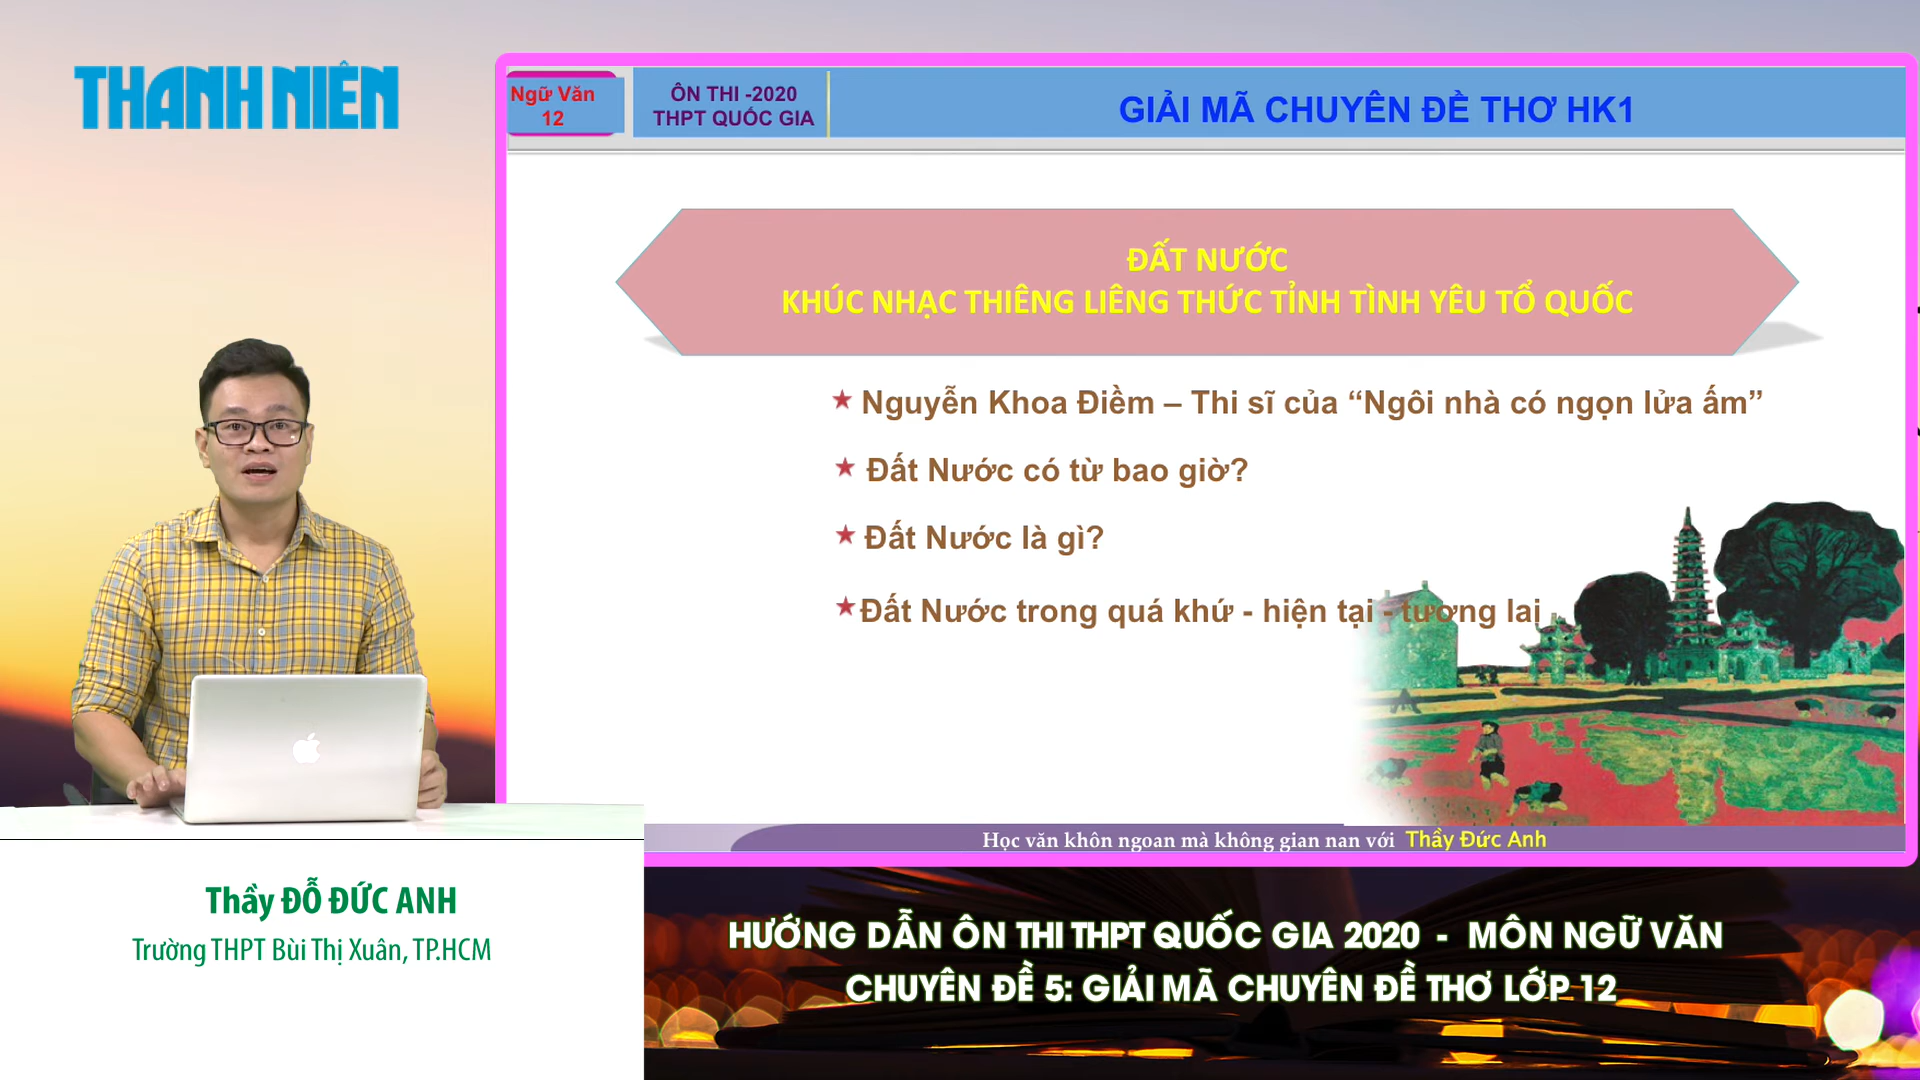 THANH NIÊN
Ngữ Văn
12
ÔN THI -2020
THPT QUỐC GIA
GIẢI MÃ CHUYÊN ĐỀ THƠ HK1
ĐẤT NƯỚC
KHÚC NHẠC THIÊNG LIÊNG THỨC TỈNH TÌNH YÊU TỔ QUỐC
Nguyễn Khoa Điềm – Thi sĩ của “Ngôi nhà có ngọn lửa ấm”
Đất Nước có từ bao giờ?
Đất Nước là gì?
Đất Nước trong quá khứ - hiện tại - tương lai
Học văn khôn ngoan mà không gian nan với Thầy Đức Anh
Thầy ĐỖ ĐỨC ANH
Trường THPT Bùi Thị Xuân, TP.HCM
HƯỚNG DẪN ÔN THI THPT QUỐC GIA 2020 - MÔN NGỮ VĂN
CHUYÊN ĐỀ 5: GIẢI MÃ CHUYÊN ĐỀ THƠ LỚP 12